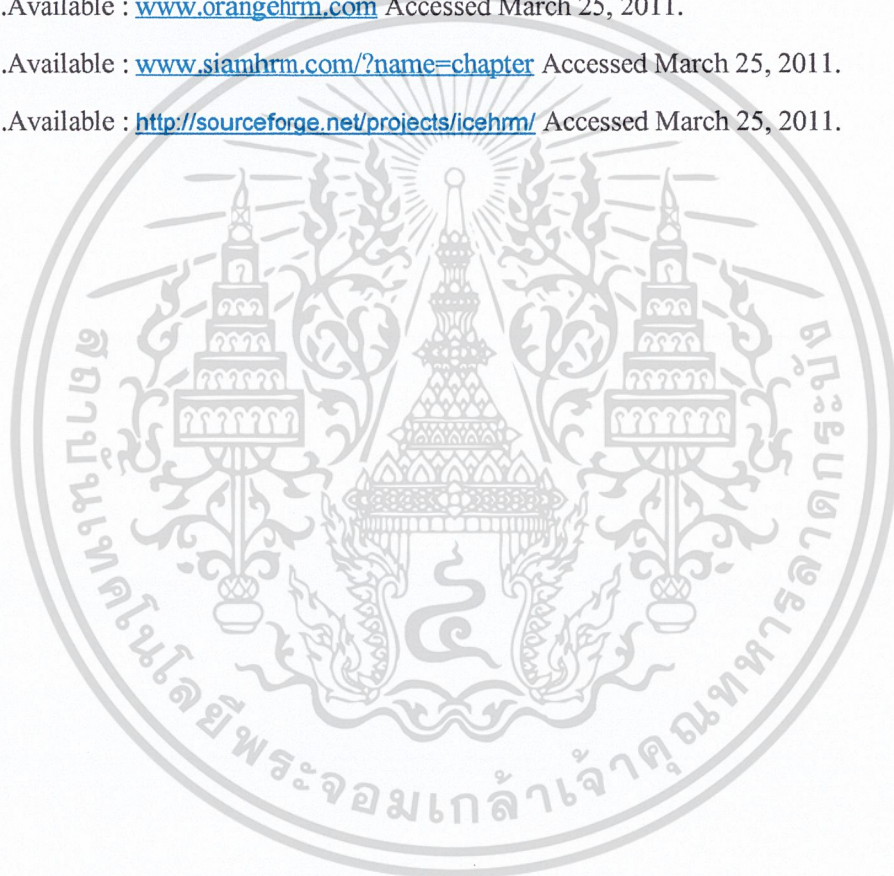 .Available : www.orangehrm.com Accessed March 25, 2011.
.Available : www.siamhrm.com/?name=chapter Accessed March 25, 2011.
.Available : http://sourceforge.net/projects/icehrm/ Accessed March 25, 2011.
๔
สถาบันเทคโนโลยีพระจอมเกล้าเจ้าคุณทหารลาดกระบัง